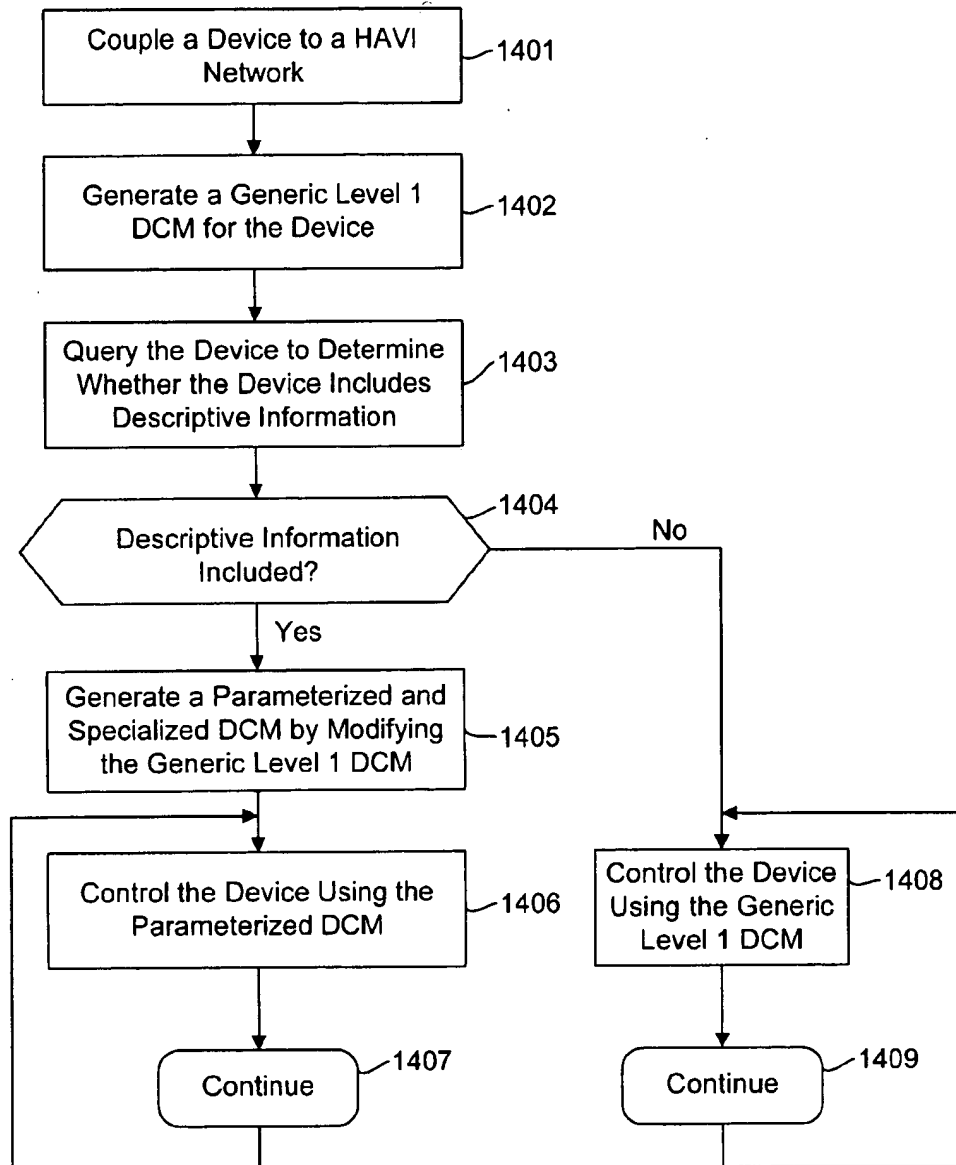 Couple a Device to a HAVI
Network
1401
Generate a Generic Level 1
DCM for the Device
1402
Query the Device to Determine
Whether the Device Includes
Descriptive Information
1403
Descriptive Information
Included?
1404
No
Yes
Generate a Parameterized and
Specialized DCM by Modifying
the Generic Level 1 DCM
1405
Control the Device Using the
Parameterized DCM
1406
Control the Device
Using the Generic
Level 1 DCM
1408
Continue
1407
Continue
1409